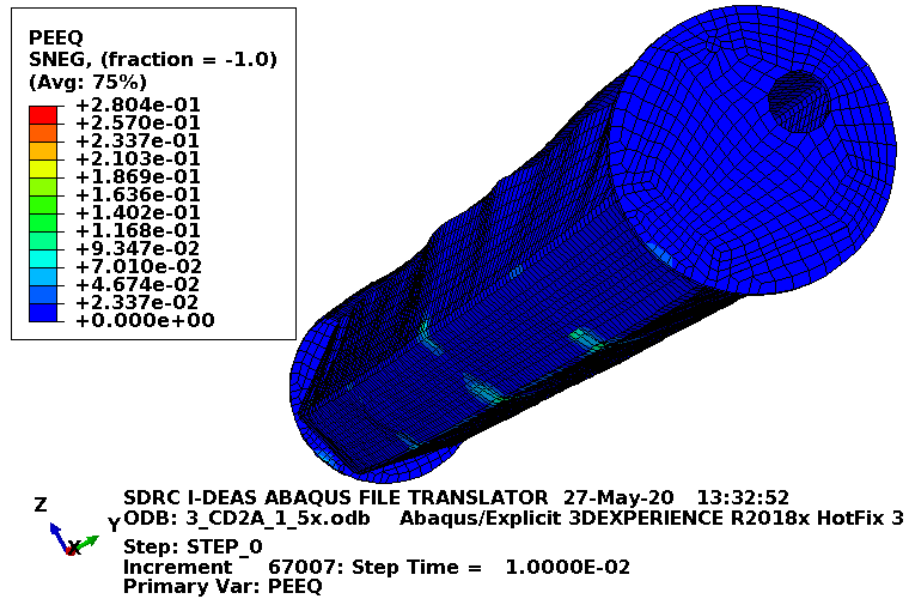 PEEQ
SNEG, (fraction = -1.0)
(Avg: 75%)
+2.804e-01
+2.570e-01
+2.337e-01
+2.103e-01
+1.869e-01
+1.636e-01
+1.402e-01
+1.168e-01
+9.347e-02
+7.010e-02
+4.674e-02
+2.337e-02
+0.000e+00
Z
Y
X
SDRC I-DEAS ABAQUS FILE TRANSLATOR 27-May-20 13:32:52
ODB: 3_CD2A_1_5x.odb Abaqus/Explicit 3DEXPERIENCE R2018x HotFix 3
Step: STEP_0
Increment 67007: Step Time = 1.0000E-02
Primary Var: PEEQ